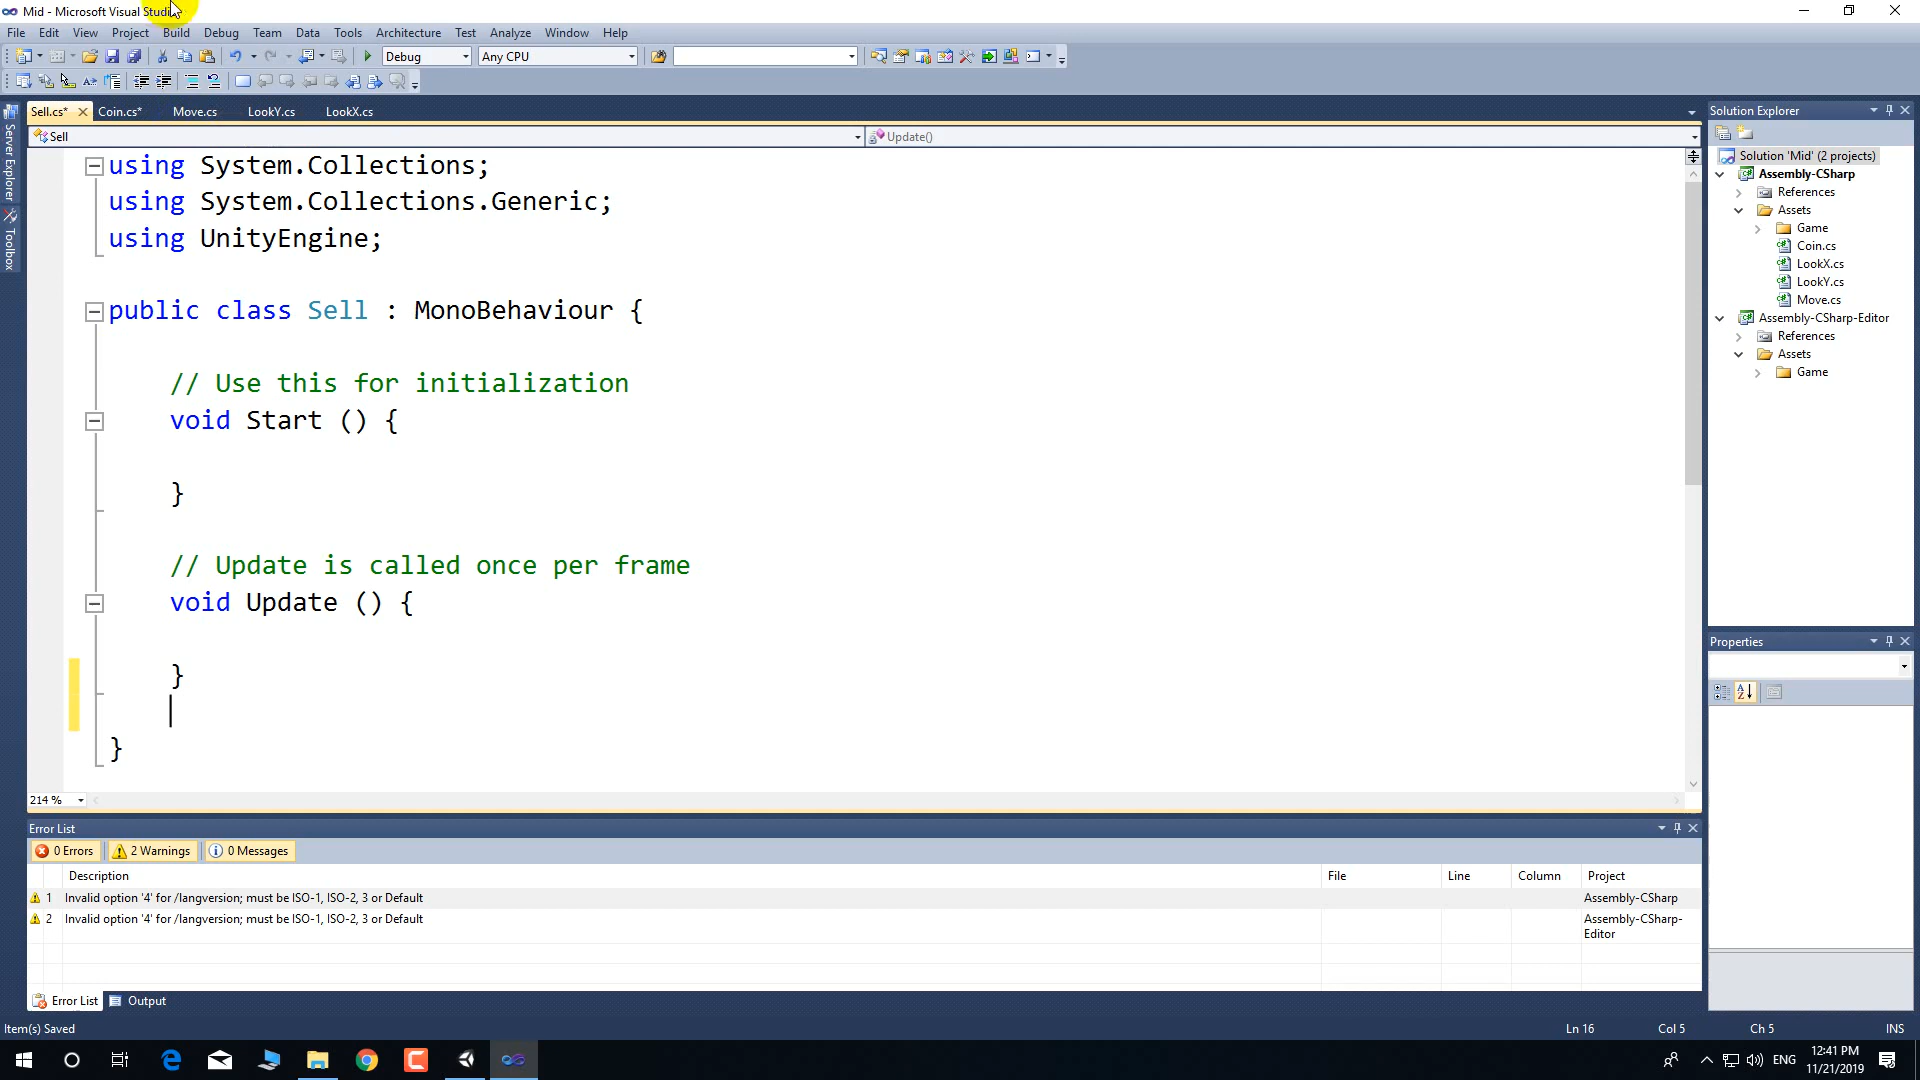 Mid - Microsoft Visual Studio
File Edit View Project Build Debug Team Data Tools Architecture Test Analyze Window Help
Debug Any CPU
Sell.cs* Coin.cs* Move.cs LookY.cs LookX.cs
Sell Update()
Server Explorer
Toolbox
using System.Collections;
using System.Collections.Generic;
using UnityEngine;
public class Sell : MonoBehaviour {
// Use this for initialization
void Start () {
}
// Update is called once per frame
void Update () {
}
}
214 %
Solution Explorer
Solution 'Mid' (2 projects)
Assembly-CSharp
References
Assets
Game
Coin.cs
LookX.cs
LookY.cs
Move.cs
Assembly-CSharp-Editor
References
Assets
Game
Properties
Error List
0 Errors 2 Warnings 0 Messages
Description File Line Column Project
1 Invalid option '4' for /langversion; must be ISO-1, ISO-2, 3 or Default Assembly-CSharp
2 Invalid option '4' for /langversion; must be ISO-1, ISO-2, 3 or Default Assembly-CSharp-
Editor
Error List Output
Item(s) Saved Ln 16 Col 5 Ch 5 INS
ENG 12:41 PM
11/21/2019